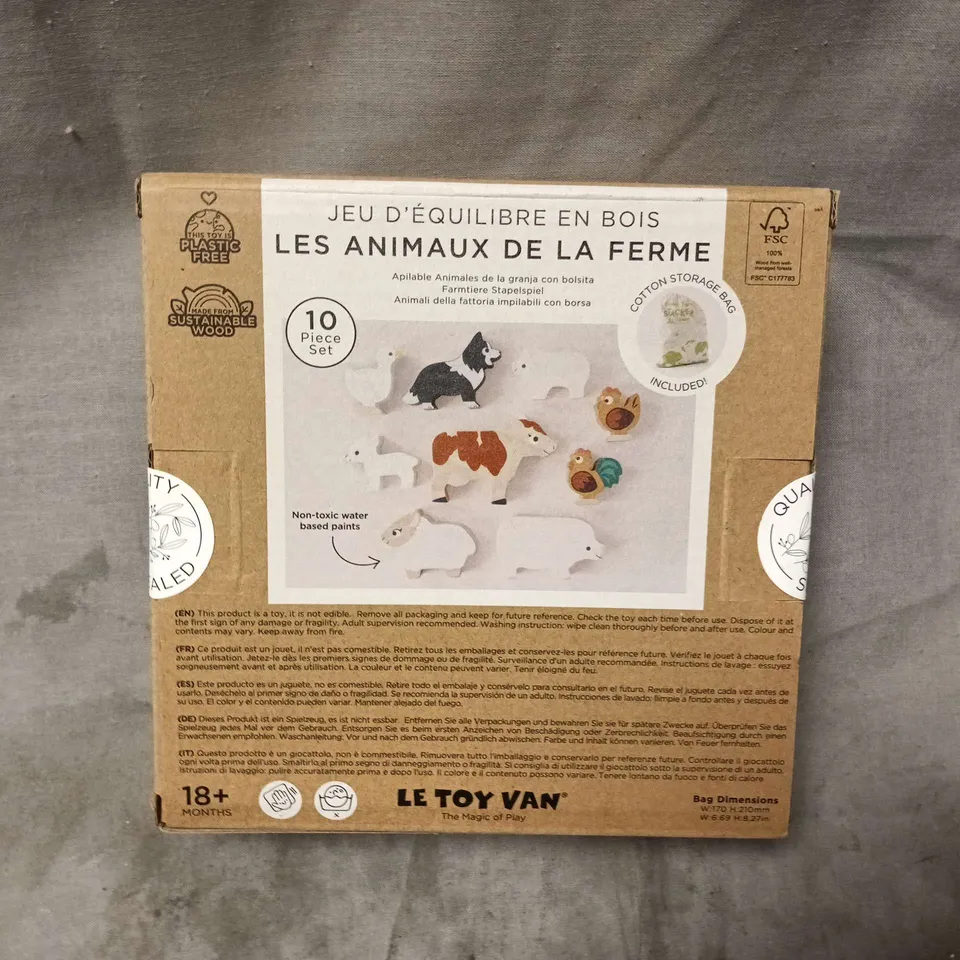 THIS TOY IS
PLASTIC
FREE
MADE FROM
SUSTAINABLE
WOOD
JEU D'ÉQUILIBRE EN BOIS
LES ANIMAUX DE LA FERME
Apilable Animales de la granja con bolsita
Farmtiere Stapelspiel
Animali della fattoria impilabili con borsa
10
Piece
Set
FSC
100%
Wood from well-
managed forests
FSC® C177783
COTTON STORAGE BAG
STACKER
INCLUDED!
Non-toxic water
based paints
ITY
ALED
QUA
S
(EN) This product is a toy, it is not edible. Remove all packaging and keep for future reference. Check the toy each time before use. Dispose of it at
the first sign of any damage or fragility. Adult supervision recommended. Washing instruction: wipe clean thoroughly before and after use. Colour and
contents may vary. Keep away from fire.
(FR) Ce produit est un jouet, il n'est pas comestible. Retirez tous les emballages et conservez-les pour référence future. Vérifiez le jouet à chaque fois
avant utilisation. Jetez-le dès les premiers signes de dommage ou de fragilité. Surveillance d'un adulte recommandée. Instructions de lavage : essuyez
soigneusement avant et après utilisation. La couleur et le contenu peuvent varier. Tenir éloigné du feu.
(ES) Este producto es un juguete, no es comestible. Retire todo el embalaje y consérvelo para consultarlo en el futuro. Revise el juguete cada vez antes de
usarlo. Deséchelo al primer signo de daño o fragilidad. Se recomienda la supervisión de un adulto. Instrucciones de lavado: limpie a fondo antes y después de
su uso. El color y el contenido pueden variar. Mantener alejado del fuego.
(DE) Dieses Produkt ist ein Spielzeug, es ist nicht essbar. Entfernen Sie alle Verpackungen und bewahren Sie sie für spätere Zwecke auf. Überprüfen Sie das
Spielzeug jedes Mal vor dem Gebrauch. Entsorgen Sie es beim ersten Anzeichen von Beschädigung oder Zerbrechlichkeit. Beaufsichtigung durch einen
Erwachsenen empfohlen. Waschanleitung: Vor und nach dem Gebrauch gründlich abwischen. Farbe und Inhalt können variieren. Von Feuer fernhalten.
(IT) Questo prodotto è un giocattolo, non è commestibile. Rimuovere tutto l'imballaggio e conservarlo per referenze future. Controllare il giocattolo
ogni volta prima dell'uso. Smaltirlo al primo segno di danneggiamento o fragilità. Si consiglia di utilizzare il giocattolo sotto la supervisione di un adulto.
Istruzioni di lavaggio: pulire accuratamente prima e dopo l'uso. Il colore e il contenuto possono variare. Tenere lontano da fuoco e fonti di calore.
18+
MONTHS
LE TOY VAN®
The Magic of Play
Bag Dimensions
W:170 H:210mm
W:6.69 H:8.27in